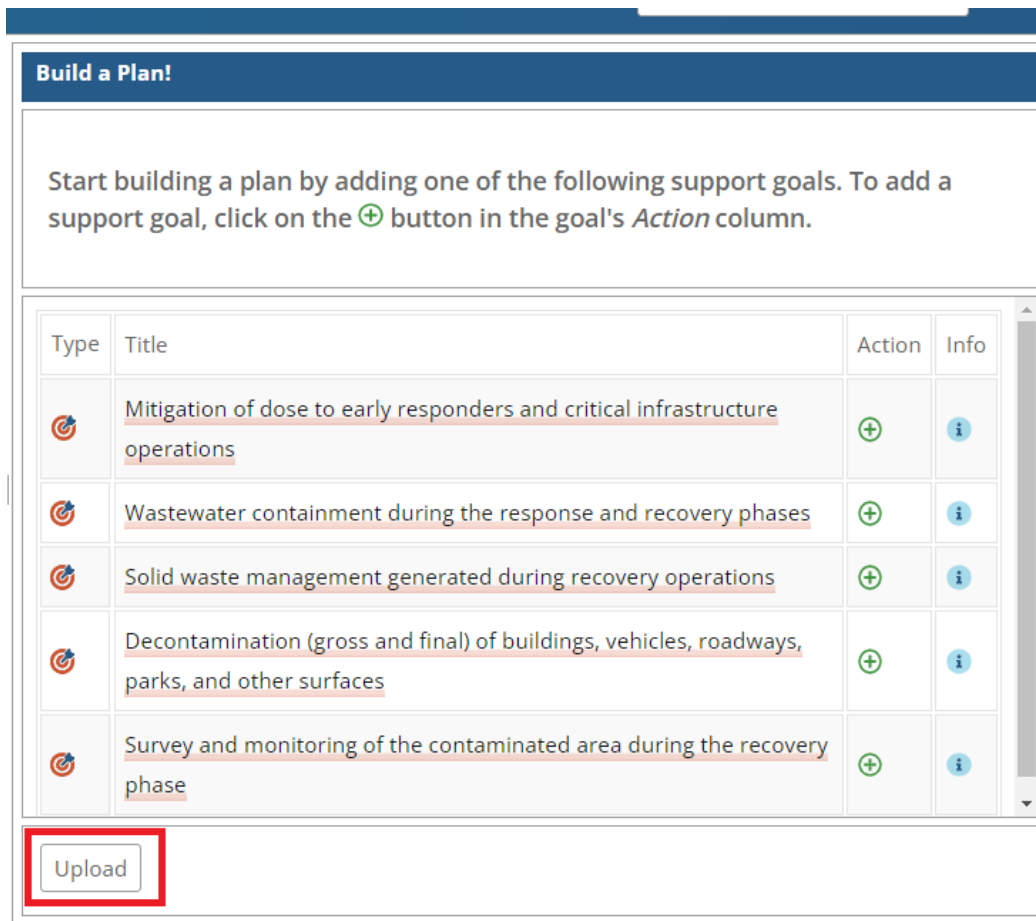 Build a Plan!
Start building a plan by adding one of the following support goals. To add a
support goal, click on the button in the goal's Action column.
Type Title Action Info
Mitigation of dose to early responders and critical infrastructure
operations
Wastewater containment during the response and recovery phases
Solid waste management generated during recovery operations
Decontamination (gross and final) of buildings, vehicles, roadways,
parks, and other surfaces
Survey and monitoring of the contaminated area during the recovery
phase
Upload